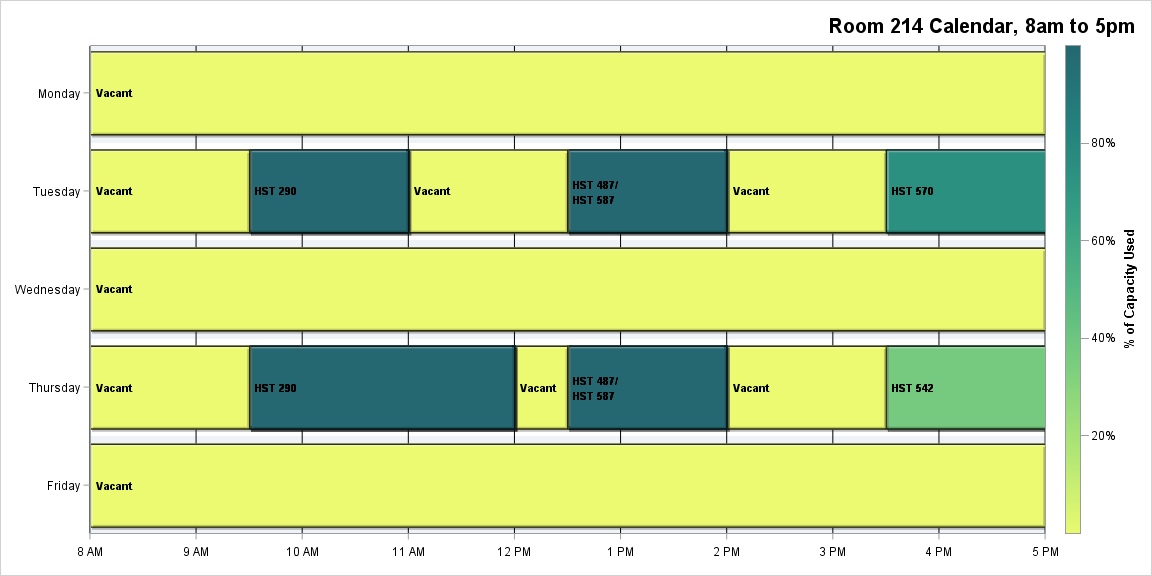 Room 214 Calendar, 8am to 5pm
Monday
Vacant
Tuesday
Vacant
HST 290
Vacant
HST 487/
HST 587
Vacant
HST 570
Wednesday
Vacant
Thursday
Vacant
HST 290
Vacant
HST 487/
HST 587
Vacant
HST 542
Friday
Vacant
8 AM
9 AM
10 AM
11 AM
12 PM
1 PM
2 PM
3 PM
4 PM
5 PM
80%
60%
40%
20%
% of Capacity Used